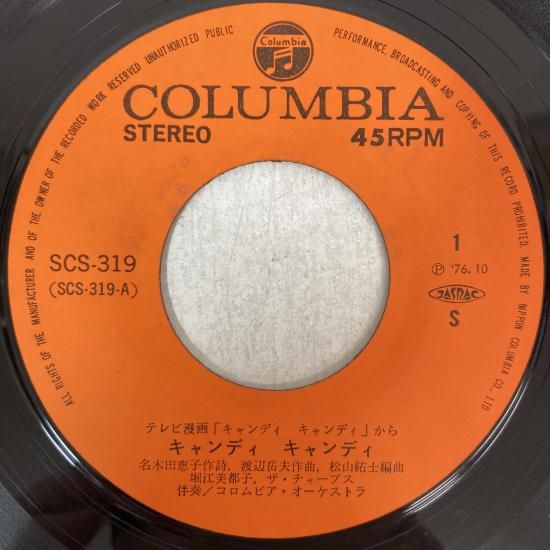 ALL RIGHTS OF THE MANUFACTURER AND OF THE OWNER OF THE RECORDED WORK RESERVED UNAUTHORIZED PUBLIC PERFORMANCE, BROADCASTING AND COPYING OF THIS RECORD PROHIBITED. MADE BY NIPPON COLUMBIA CO., LTD
Columbia
COLUMBIA
STEREO 45RPM
SCS-319
(SCS-319-A)
1
Ⓟ '76.10
JASRAC
S
テレビ漫画「キャンディ キャンディ」から
キャンディ キャンディ
名木田恵子作詩, 渡辺岳夫作曲, 松山祐士編曲
堀江美都子, ザ・チャープス
伴奏/コロムビア・オーケストラ